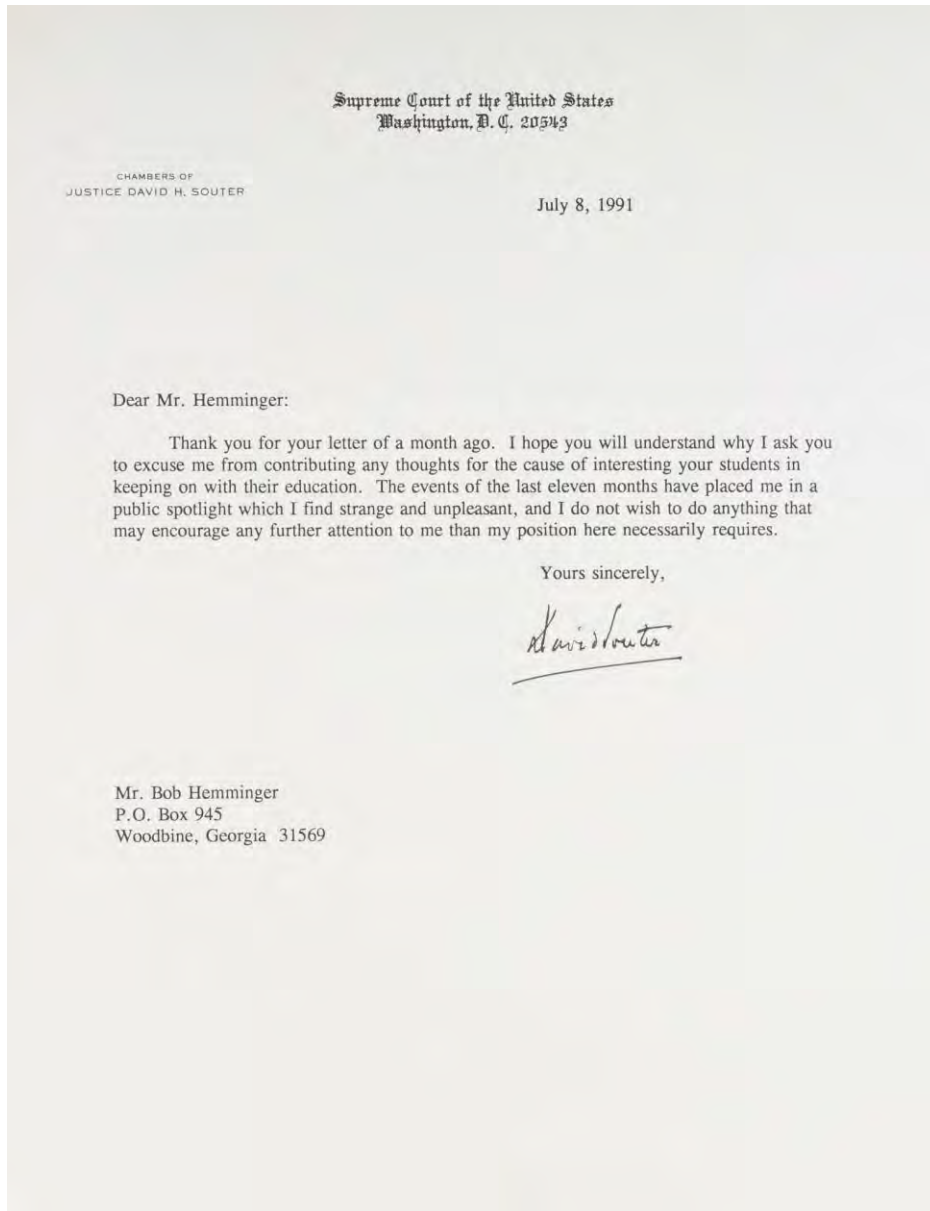 Supreme Court of the United States
Washington, D. C. 20543
CHAMBERS OF
JUSTICE DAVID H. SOUTER
July 8, 1991
Dear Mr. Hemminger:
Thank you for your letter of a month ago. I hope you will understand why I ask you
to excuse me from contributing any thoughts for the cause of interesting your students in
keeping on with their education. The events of the last eleven months have placed me in a
public spotlight which I find strange and unpleasant, and I do not wish to do anything that
may encourage any further attention to me than my position here necessarily requires.
Yours sincerely,
David Souter
Mr. Bob Hemminger
P.O. Box 945
Woodbine, Georgia 31569